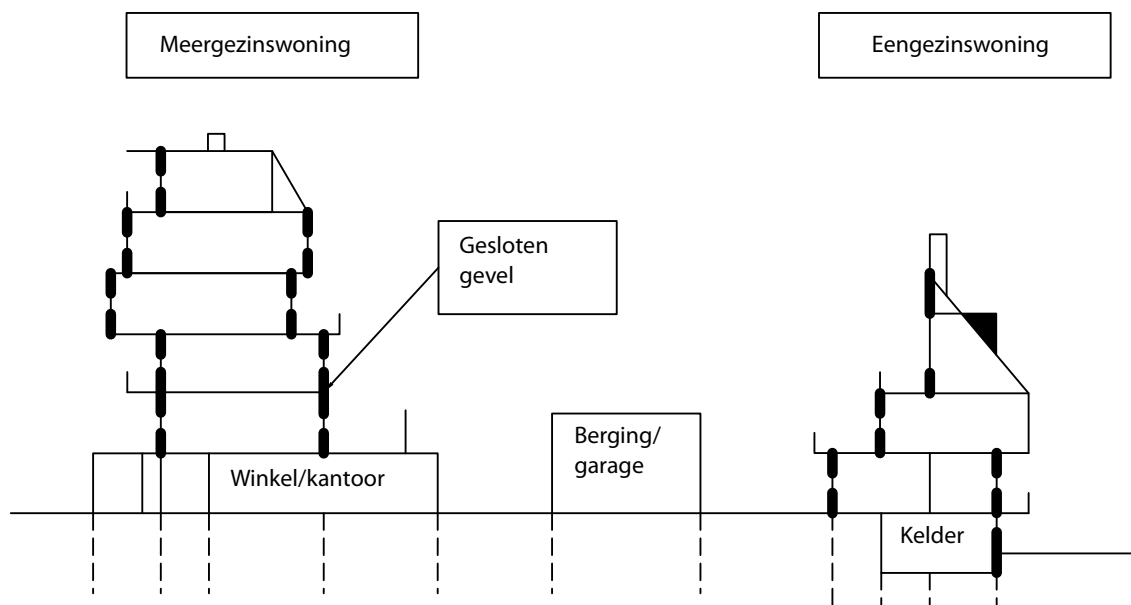 Meergezinswoning
Eengezinswoning
Gesloten
gevel
Berging/
garage
Winkel/kantoor
Kelder